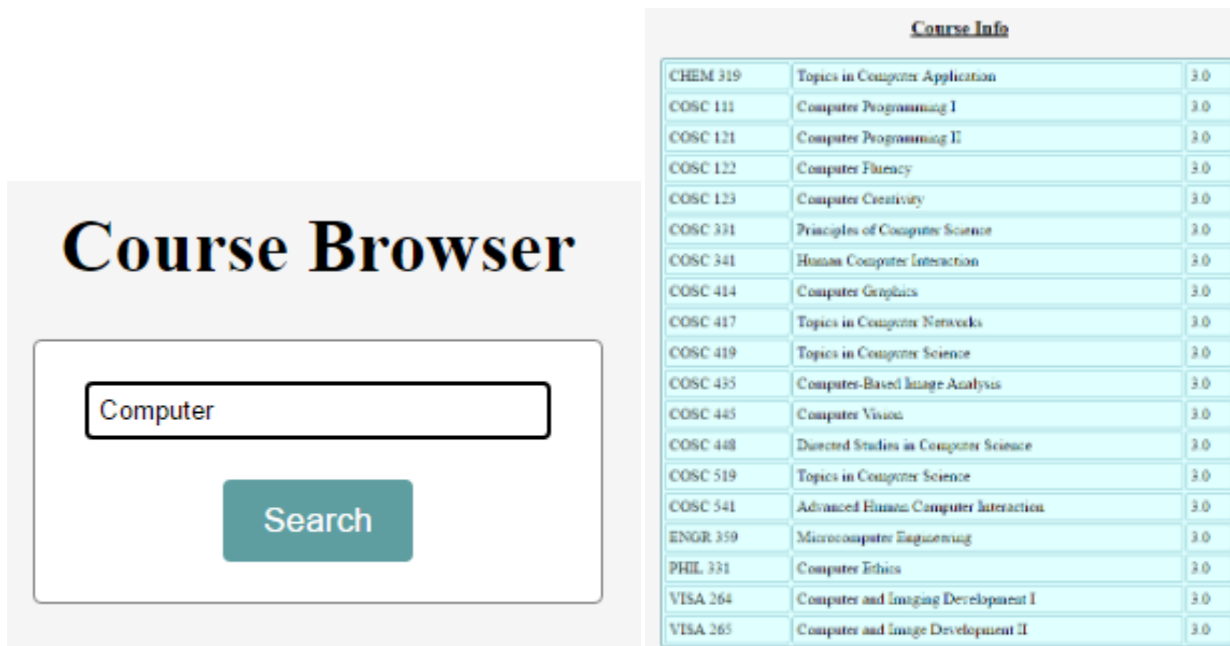 Course Browser
Computer
Search
Course Info
CHEM 319 Topics in Computer Application 3.0
COSC 111 Computer Programming I 3.0
COSC 121 Computer Programming II 3.0
COSC 122 Computer Fluency 3.0
COSC 123 Computer Creativity 3.0
COSC 331 Principles of Computer Science 3.0
COSC 341 Human Computer Interaction 3.0
COSC 414 Computer Graphics 3.0
COSC 417 Topics in Computer Networks 3.0
COSC 419 Topics in Computer Science 3.0
COSC 435 Computer-Based Image Analysis 3.0
COSC 445 Computer Vision 3.0
COSC 448 Directed Studies in Computer Science 3.0
COSC 519 Topics in Computer Science 3.0
COSC 541 Advanced Human Computer Interaction 3.0
ENGR 359 Microcomputer Engineering 3.0
PHIL 331 Computer Ethics 3.0
VISA 264 Computer and Imaging Development I 3.0
VISA 265 Computer and Image Development II 3.0